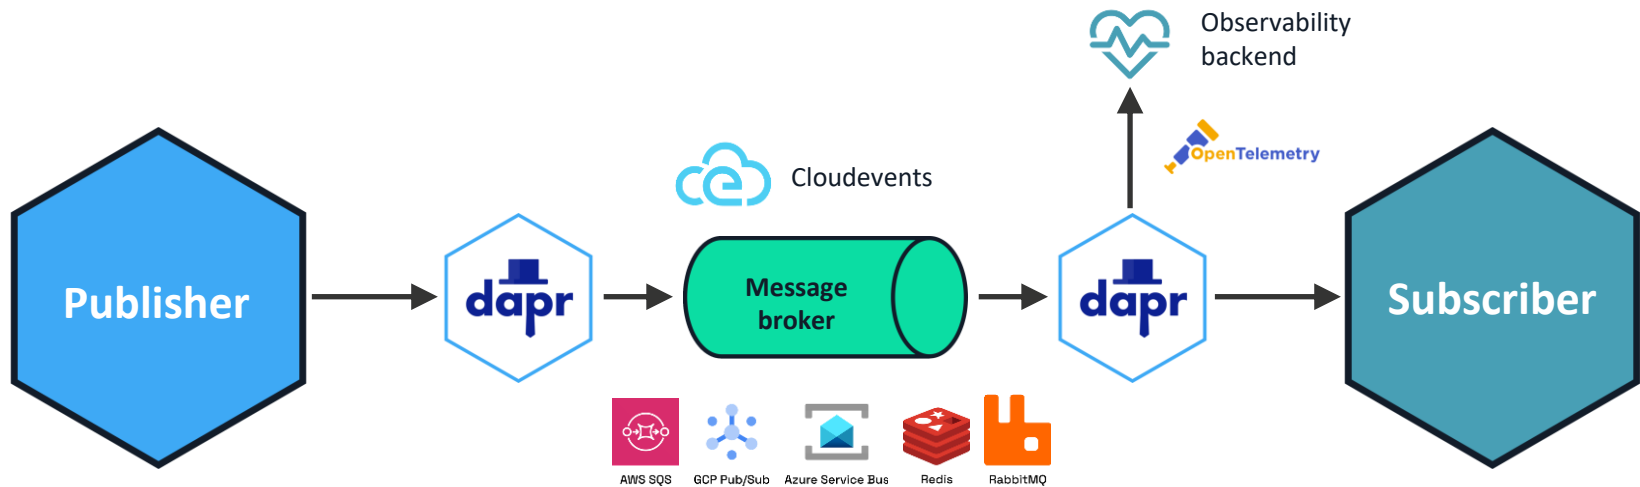 Observability
backend
OpenTelemetry
Cloudevents
Publisher
dapr
Message
broker
dapr
Subscriber
AWS SQS
GCP Pub/Sub
Azure Service Bus
Redis
RabbitMQ